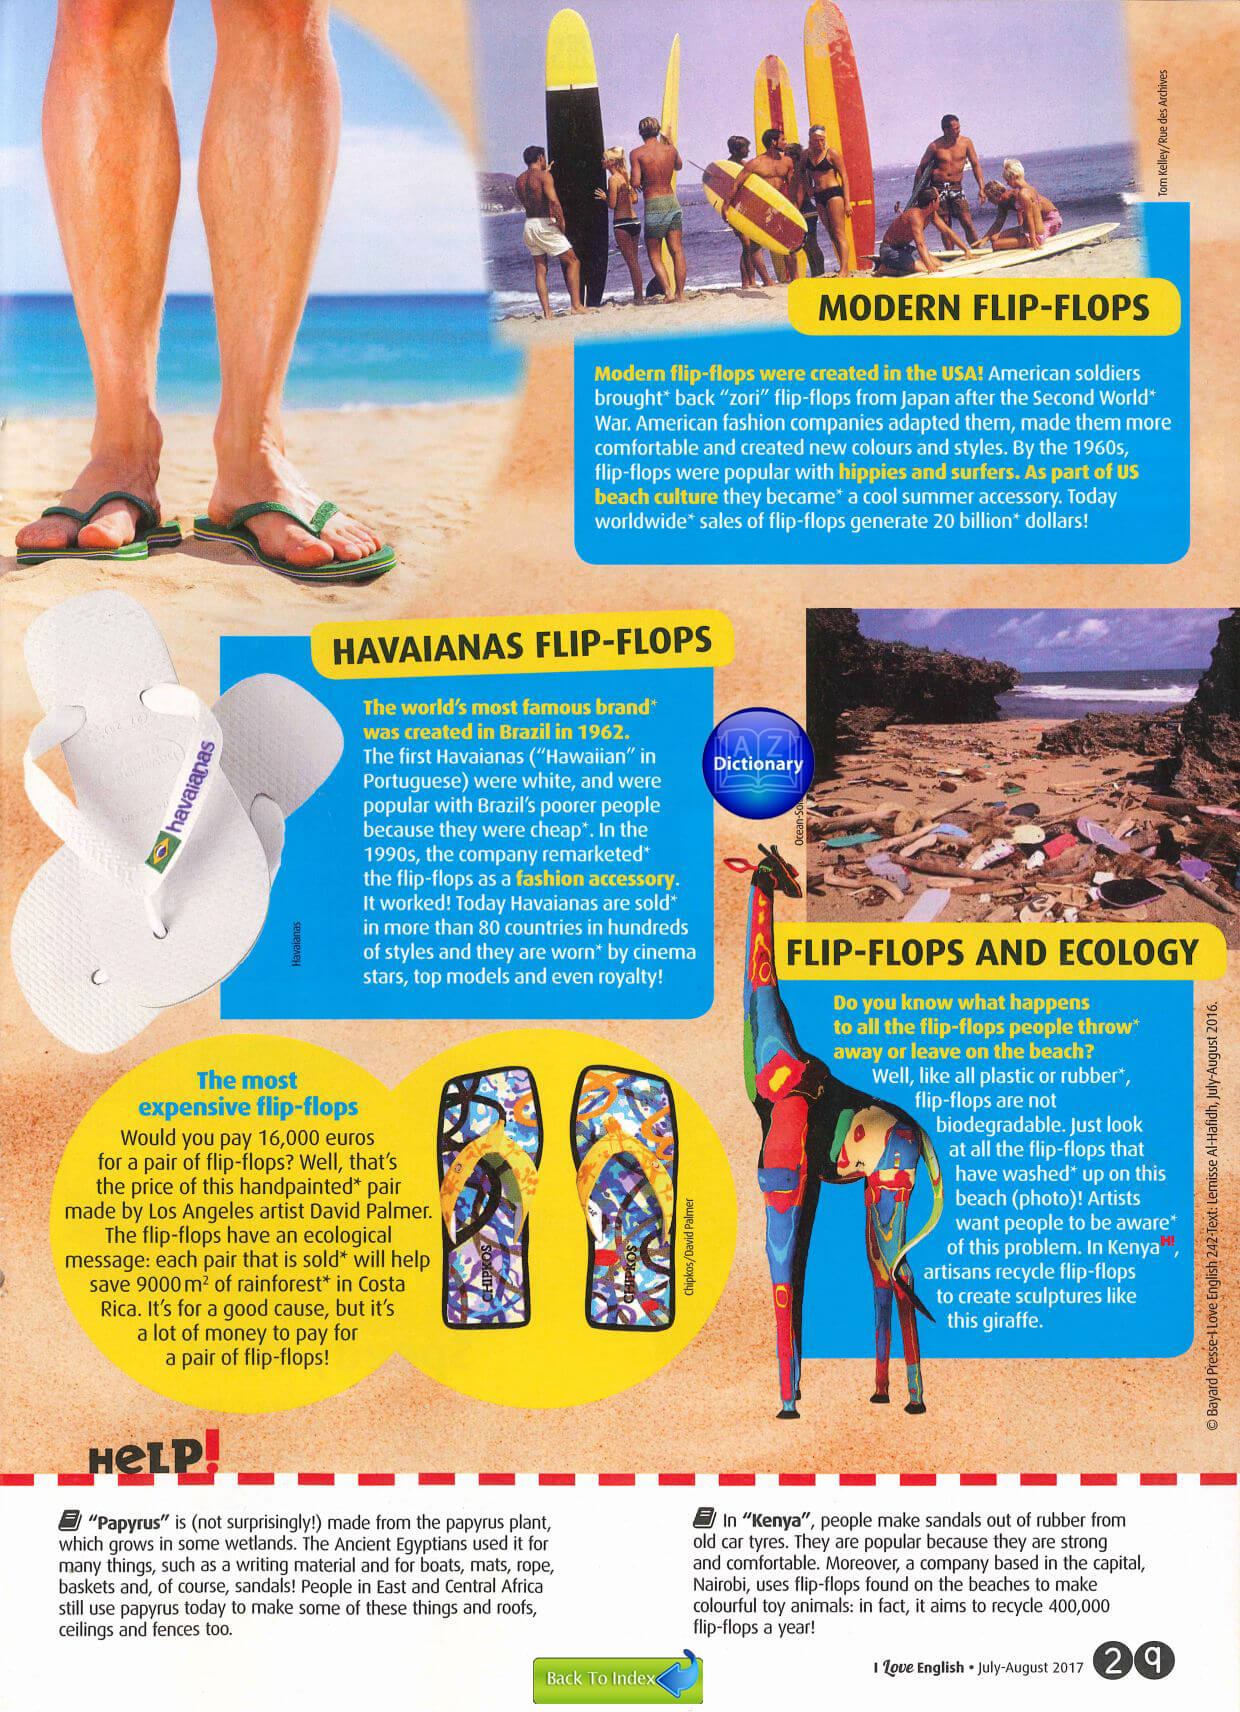 Tom Kelley/Rue des Archives
MODERN FLIP-FLOPS
Modern flip-flops were created in the USA! American soldiers
brought* back “zori” flip-flops from Japan after the Second World*
War. American fashion companies adapted them, made them more
comfortable and created new colours and styles. By the 1960s,
flip-flops were popular with hippies and surfers. As part of US
beach culture they became* a cool summer accessory. Today
worldwide* sales of flip-flops generate 20 billion* dollars!
HAVAIANAS FLIP-FLOPS
The world’s most famous brand*
was created in Brazil in 1962.
The first Havaianas (“Hawaiian” in
Portuguese) were white, and were
popular with Brazil’s poorer people
because they were cheap*. In the
1990s, the company remarketed*
the flip-flops as a fashion accessory.
It worked! Today Havaianas are sold*
in more than 80 countries in hundreds
of styles and they are worn* by cinema
stars, top models and even royalty!
havaianas
Havaianas
AZ
Dictionary
FLIP-FLOPS AND ECOLOGY
Do you know what happens
to all the flip-flops people throw*
away or leave on the beach?
Well, like all plastic or rubber*,
flip-flops are not
biodegradable. Just look
at all the flip-flops that
have washed* up on this
beach (photo)! Artists
want people to be aware*
of this problem. In Kenya H!,
artisans recycle flip-flops
to create sculptures like
this giraffe.
The most
expensive flip-flops
Would you pay 16,000 euros
for a pair of flip-flops? Well, that’s
the price of this handpainted* pair
made by Los Angeles artist David Palmer.
The flip-flops have an ecological
message: each pair that is sold* will help
save 9000 m² of rainforest* in Costa
Rica. It’s for a good cause, but it’s
a lot of money to pay for
a pair of flip-flops!
CHIPKOS
CHIPKOS
Chipkos/David Palmer
© Bayard Presse-I Love English 242-Text: Lemisse Al-Hafidh, July-August 2016.
HELP!
“Papyrus” is (not surprisingly!) made from the papyrus plant,
which grows in some wetlands. The Ancient Egyptians used it for
many things, such as a writing material and for boats, mats, rope,
baskets and, of course, sandals! People in East and Central Africa
still use papyrus today to make some of these things and roofs,
ceilings and fences too.
In “Kenya”, people make sandals out of rubber from
old car tyres. They are popular because they are strong
and comfortable. Moreover, a company based in the capital,
Nairobi, uses flip-flops found on the beaches to make
colourful toy animals: in fact, it aims to recycle 400,000
flip-flops a year!
I Love English • July-August 2017 29
Back To Index